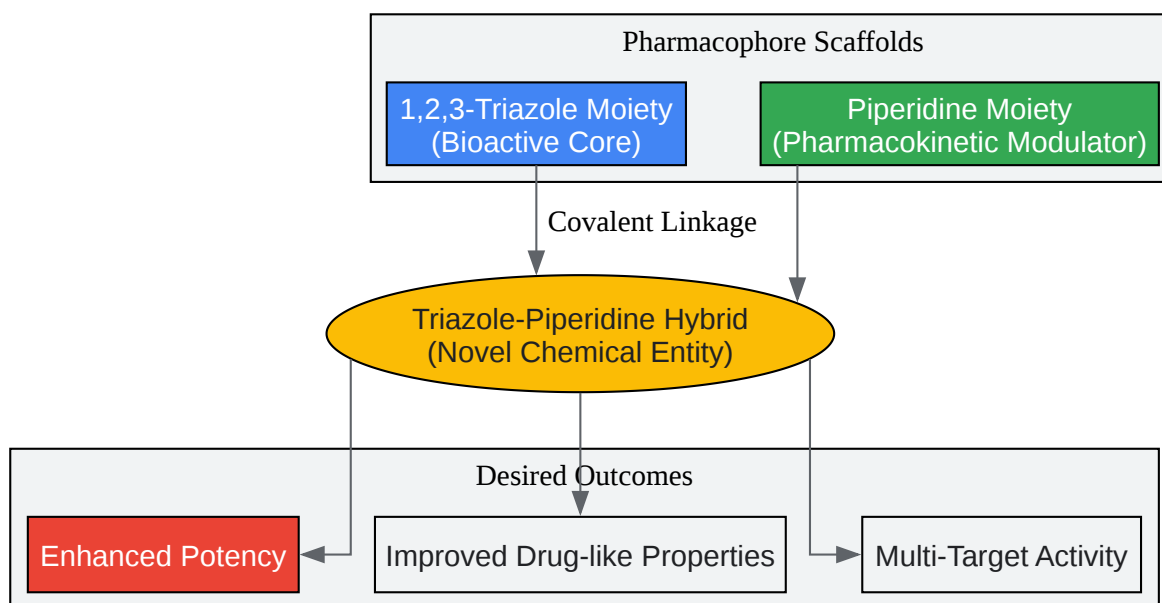 Pharmacophore Scaffolds
1,2,3-Triazole Moiety
(Bioactive Core)
Piperidine Moiety
(Pharmacokinetic Modulator)
Covalent Linkage
Triazole-Piperidine Hybrid
(Novel Chemical Entity)
Desired Outcomes
Enhanced Potency
Improved Drug-like Properties
Multi-Target Activity